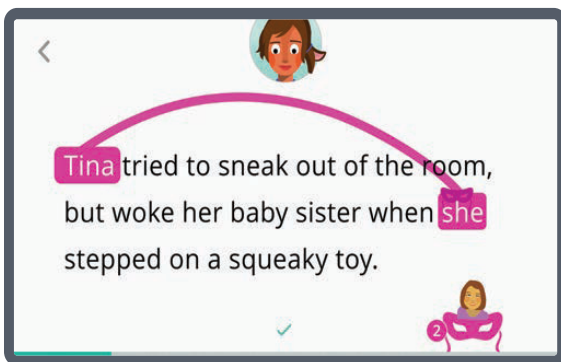 Tina tried to sneak out of the room,
but woke her baby sister when she
stepped on a squeaky toy.
2